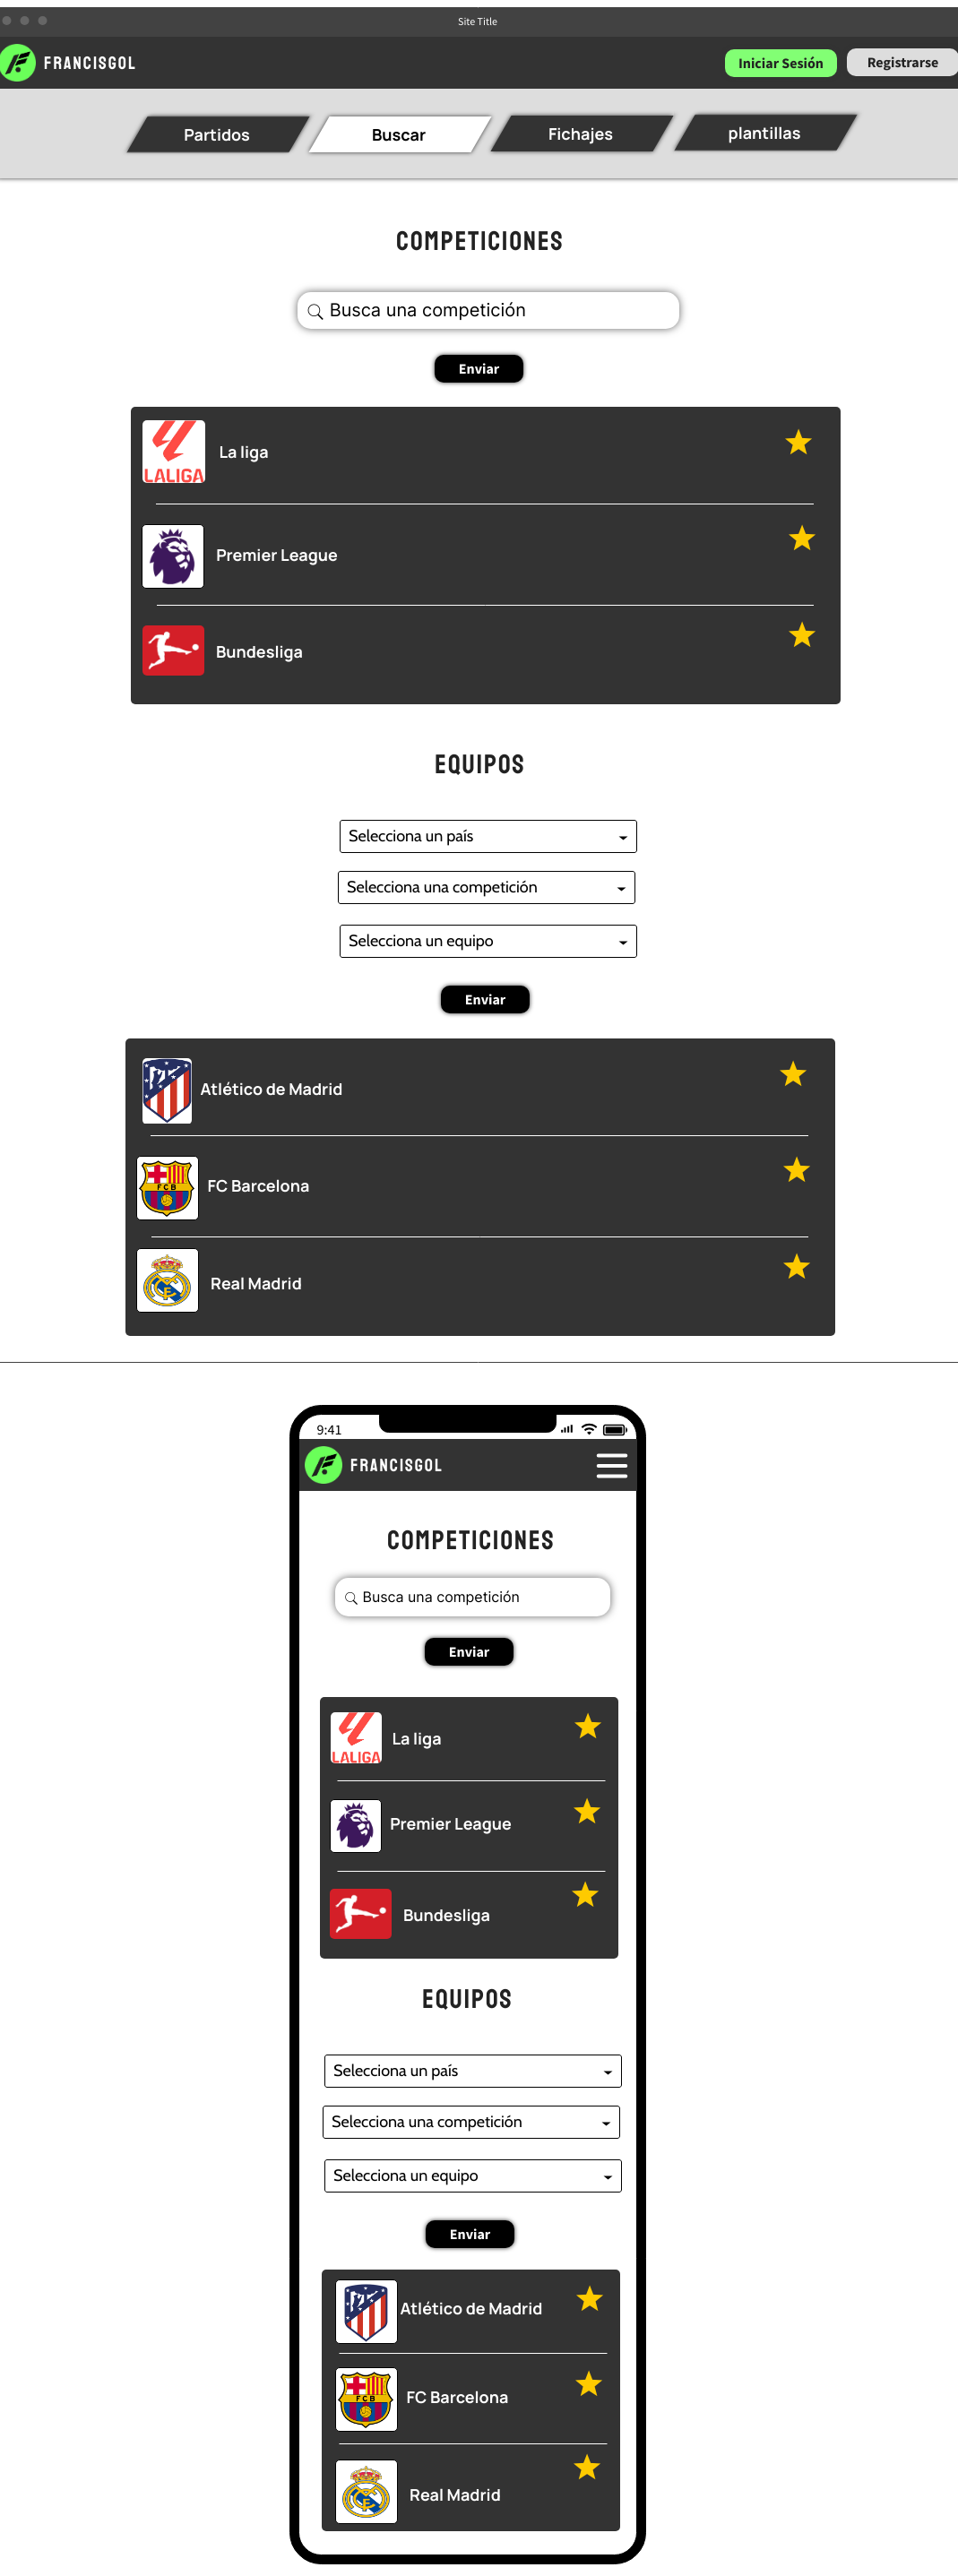 Site Title
FRANCISGOL
Iniciar Sesión
Registrarse
Partidos
Buscar
Fichajes
plantillas
COMPETICIONES
Busca una competición
Enviar
LALIGA
La liga
Premier League
Bundesliga
EQUIPOS
Selecciona un país
Selecciona una competición
Selecciona un equipo
Enviar
Atlético de Madrid
FCB
FC Barcelona
Real Madrid
9:41
FRANCISGOL
COMPETICIONES
Busca una competición
Enviar
LALIGA
La liga
Premier League
Bundesliga
EQUIPOS
Selecciona un país
Selecciona una competición
Selecciona un equipo
Enviar
Atlético de Madrid
FCB
FC Barcelona
Real Madrid